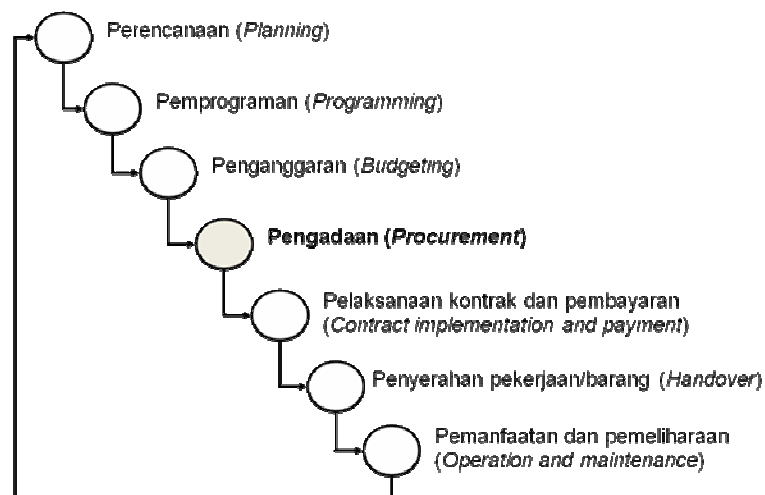 Perencanaan (Planning)
Pemprograman (Programming)
Penganggaran (Budgeting)
Pengadaan (Procurement)
Pelaksanaan kontrak dan pembayaran
(Contract implementation and payment)
Penyerahan pekerjaan/barang (Handover)
Pemanfaatan dan pemeliharaan
(Operation and maintenance)